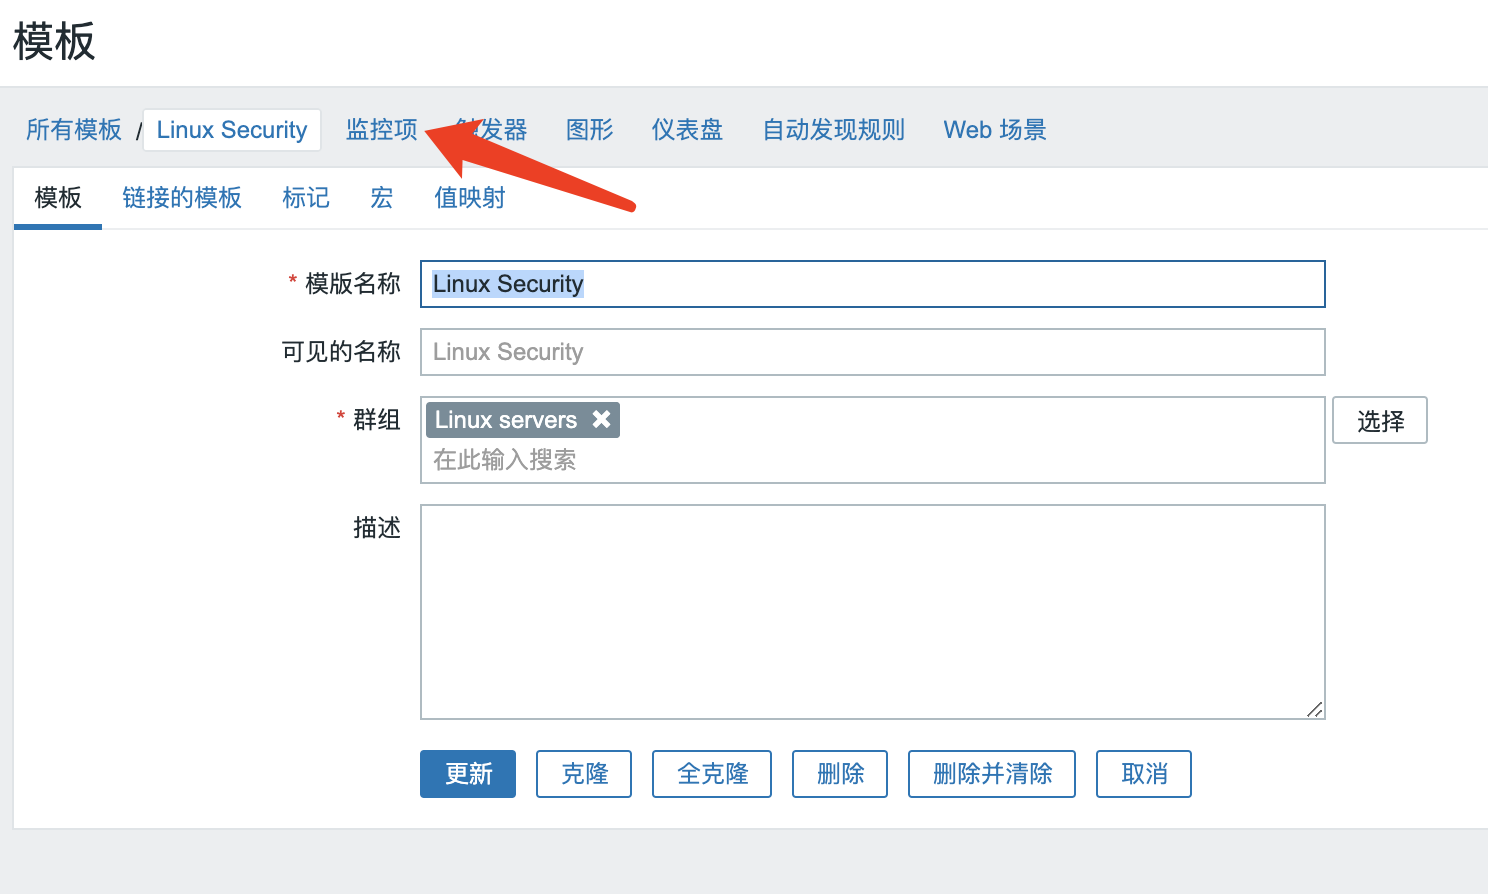 模板
所有模板 / Linux Security 监控项 触发器 图形 仪表盘 自动发现规则 Web 场景
模板 链接的模板 标记 宏 值映射
* 模版名称 Linux Security
可见的名称 Linux Security
* 群组 Linux servers ✖ 选择
在此输入搜索
描述
更新 克隆 全克隆 删除 删除并清除 取消